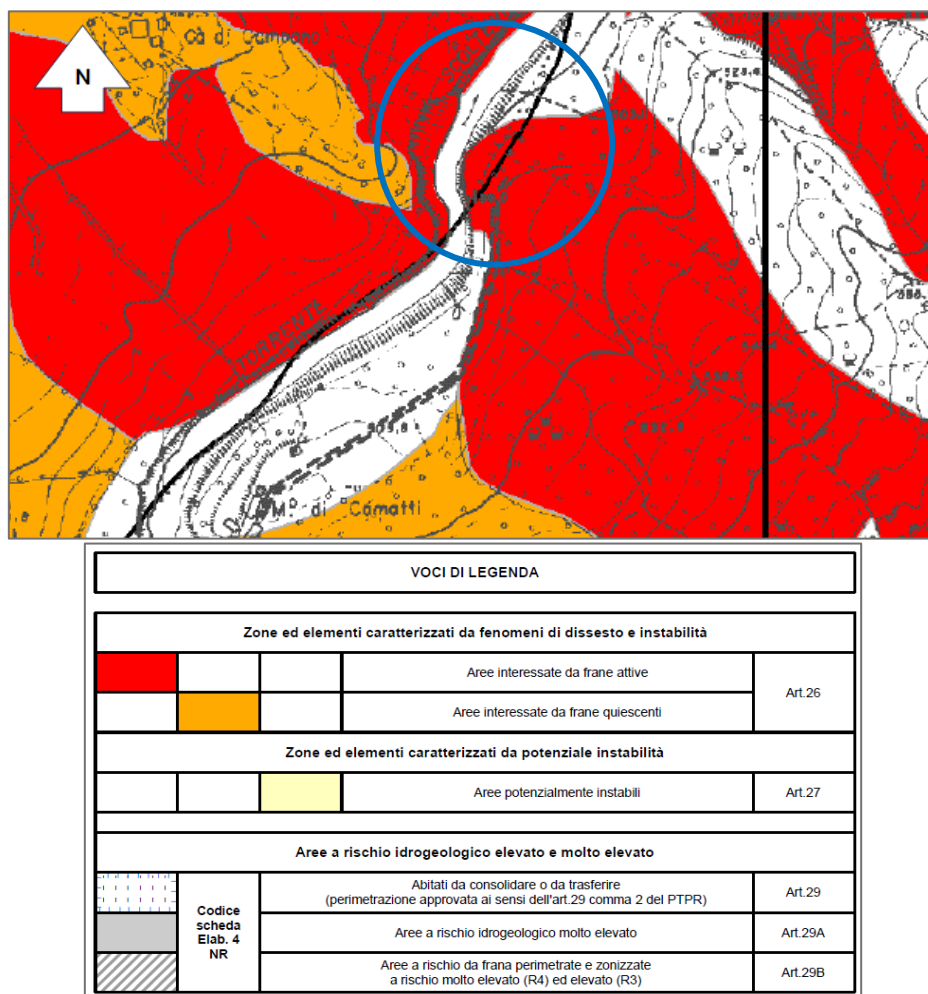 N
Cà di
TORRENTE
Mº di Camatti
VOCI DI LEGENDA
Zone ed elementi caratterizzati da fenomeni di dissesto e instabilità
Aree interessate da frane attive
Art.26
Aree interessate da frane quiescenti
Zone ed elementi caratterizzati da potenziale instabilità
Aree potenzialmente instabili
Art.27
Aree a rischio idrogeologico elevato e molto elevato
Abitati da consolidare o da trasferire
(perimetrazione approvata ai sensi dell'art.29 comma 2 del PTPR)
Art.29
Codice
scheda
Elab. 4
NR
Aree a rischio idrogeologico molto elevato
Art.29A
Aree a rischio da frana perimetrate e zonizzate
a rischio molto elevato (R4) ed elevato (R3)
Art.29B